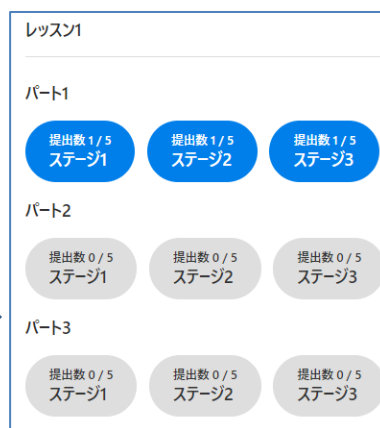 レッスン1
パート1
提出数 1 / 5 提出数 1 / 5 提出数 1 / 5
ステージ1 ステージ2 ステージ3
パート2
提出数 0 / 5 提出数 0 / 5 提出数 0 / 5
ステージ1 ステージ2 ステージ3
パート3
提出数 0 / 5 提出数 0 / 5 提出数 0 / 5
ステージ1 ステージ2 ステージ3